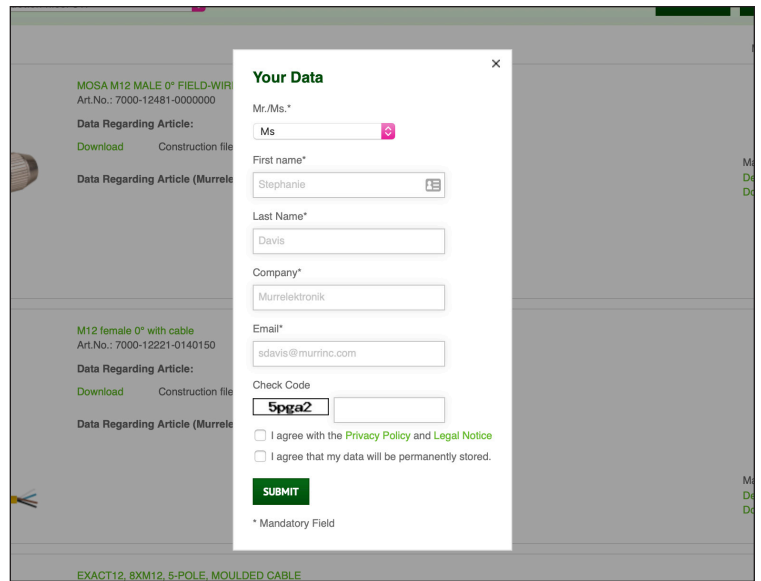 MOSA M12 MALE 0° FIELD-WIR
Art.No.: 7000-12481-0000000
Data Regarding Article:
Download Construction file
Data Regarding Article (Murrele
M12 female 0° with cable
Art.No.: 7000-12221-0140150
Data Regarding Article:
Download Construction file
Data Regarding Article (Murrele
EXACT12, 8XM12, 5-POLE, MOULDED CABLE
Your Data
×
Mr./Ms.*
Ms
First name*
Stephanie
Last Name*
Davis
Company*
Murrelektronik
Email*
sdavis@murrinc.com
Check Code
5pga2
I agree with the Privacy Policy and Legal Notice
I agree that my data will be permanently stored.
SUBMIT
* Mandatory Field
Ma
De
Do
Ma
De
Do